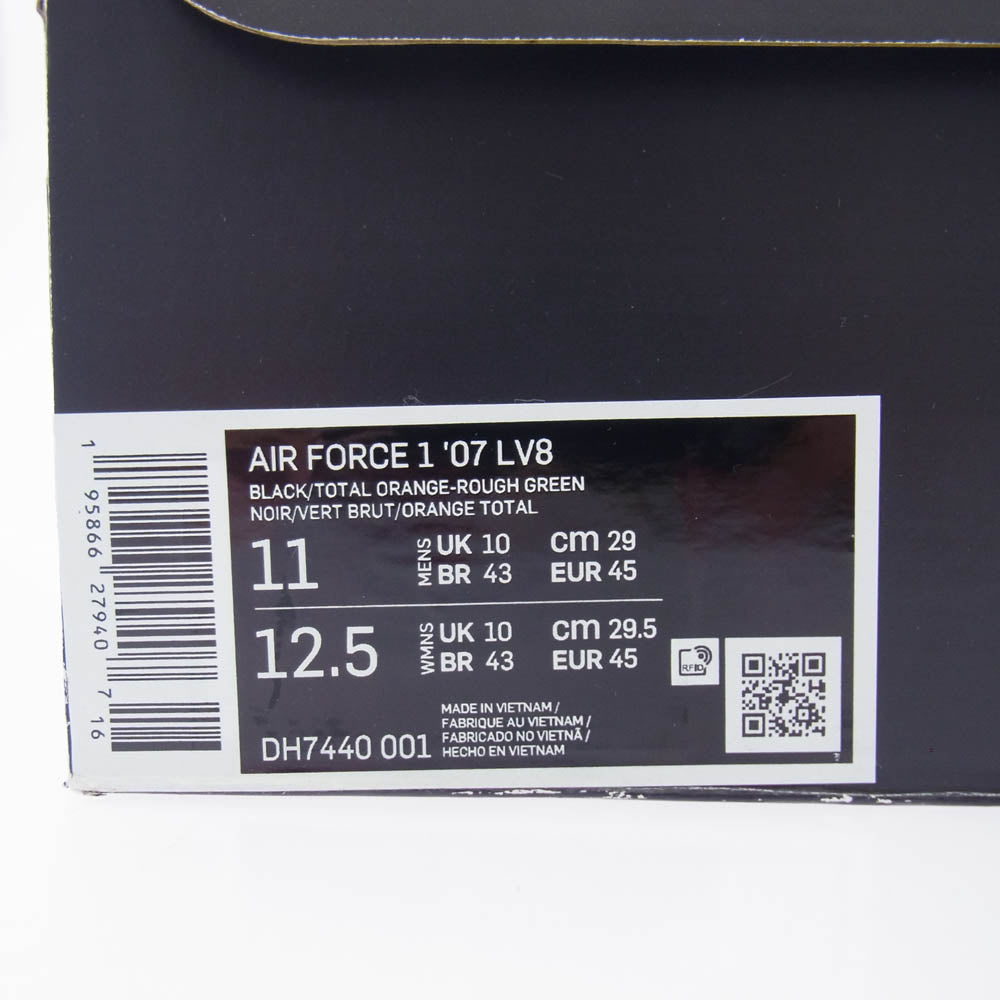 1 95866 27940 7 16
AIR FORCE 1 '07 LV8
BLACK/TOTAL ORANGE-ROUGH GREEN
NOIR/VERT BRUT/ORANGE TOTAL
11 MENS UK 10 CM 29
BR 43 EUR 45
12.5 WMNS UK 10 CM 29.5
BR 43 EUR 45
RFID
DH7440 001
MADE IN VIETNAM /
FABRIQUE AU VIETNAM /
FABRICADO NO VIETNÃ /
HECHO EN VIETNAM